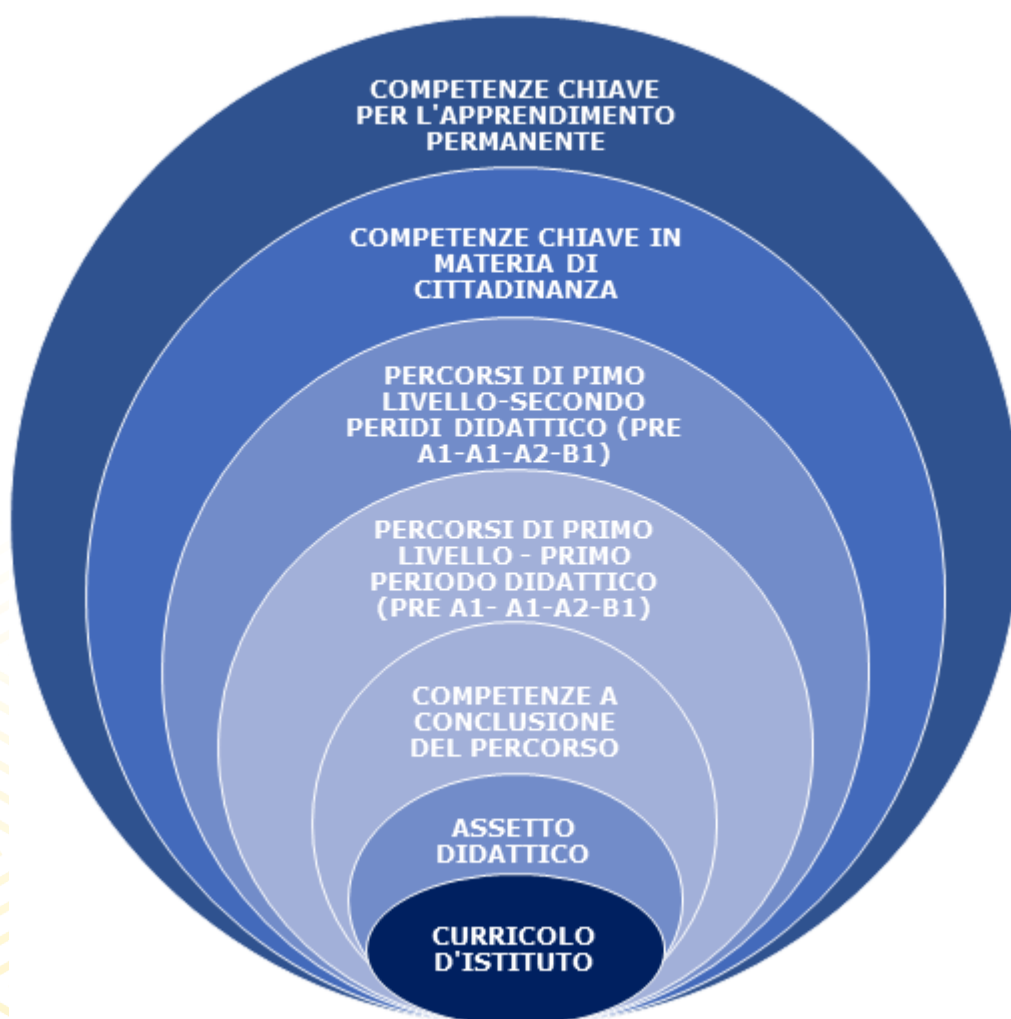 COMPETENZE CHIAVE
PER L'APPRENDIMENTO
PERMANENTE
COMPETENZE CHIAVE IN
MATERIA DI
CITTADINANZA
PERCORSI DI PIMO
LIVELLO-SECONDO
PERIDI DIDATTICO (PRE
A1-A1-A2-B1)
PERCORSI DI PRIMO
LIVELLO - PRIMO
PERIODO DIDATTICO
(PRE A1- A1-A2-B1)
COMPETENZE A
CONCLUSIONE
DEL PERCORSO
ASSETTO
DIDATTICO
CURRICOLO
D'ISTITUTO